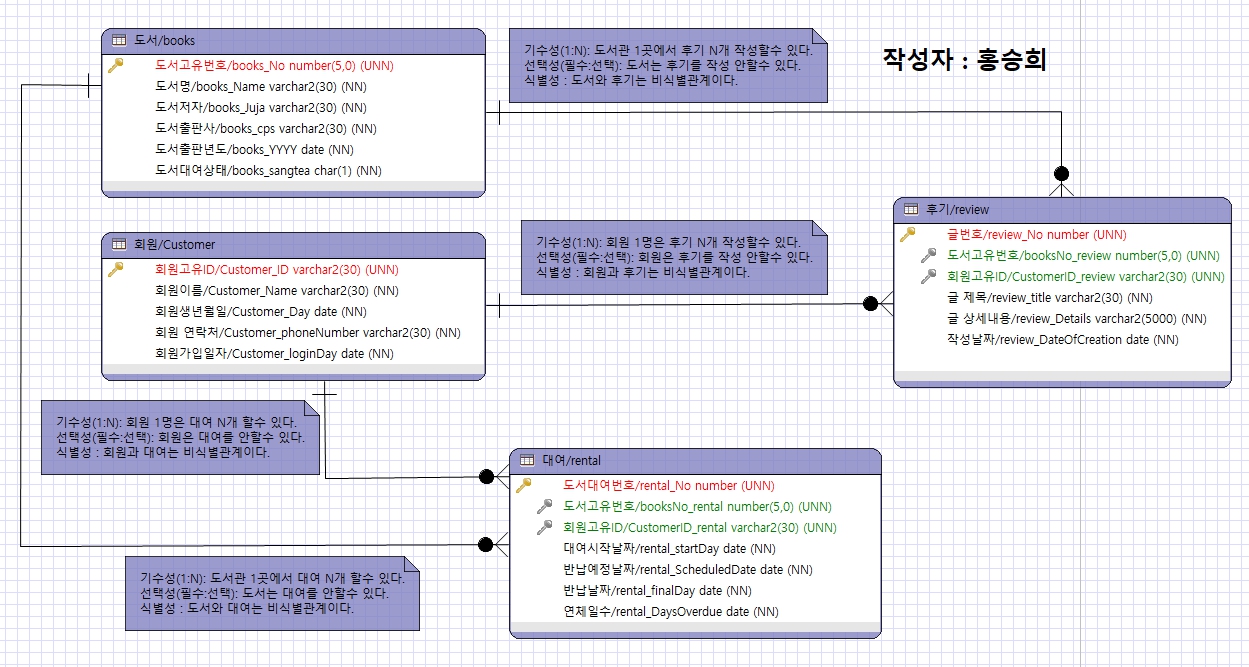 도서/books
도서고유번호/books_No number(5,0) (UNN)
도서명/books_Name varchar2(30) (NN)
도서저자/books_Juja varchar2(30) (NN)
도서출판사/books_cps varchar2(30) (NN)
도서출판년도/books_YYYY date (NN)
도서대여상태/books_sangtea char(1) (NN)
기수성(1:N): 도서관 1곳에서 후기 N개 작성할수 있다.
선택성(필수:선택): 도서는 후기를 작성 안할수 있다.
식별성 : 도서와 후기는 비식별관계이다.
작성자 : 홍승희
회원/Customer
회원고유ID/Customer_ID varchar2(30) (UNN)
회원이름/Customer_Name varchar2(30) (NN)
회원생년월일/Customer_Day date (NN)
회원 연락처/Customer_phoneNumber varchar2(30) (NN)
회원가입일자/Customer_loginDay date (NN)
기수성(1:N): 회원 1명은 후기 N개 작성할수 있다.
선택성(필수:선택): 회원은 후기를 작성 안할수 있다.
식별성 : 회원과 후기는 비식별관계이다.
후기/review
글번호/review_No number (UNN)
도서고유번호/booksNo_review number(5,0) (UNN)
회원고유ID/CustomerID_review varchar2(30) (UNN)
글 제목/review_title varchar2(30) (NN)
글 상세내용/review_Details varchar2(5000) (NN)
작성날짜/review_DateOfCreation date (NN)
기수성(1:N): 회원 1명은 대여 N개 할수 있다.
선택성(필수:선택): 회원은 대여를 안할수 있다.
식별성 : 회원과 대여는 비식별관계이다.
대여/rental
도서대여번호/rental_No number (UNN)
도서고유번호/booksNo_rental number(5,0) (UNN)
회원고유ID/CustomerID_rental varchar2(30) (UNN)
대여시작날짜/rental_startDay date (NN)
반납예정날짜/rental_ScheduledDate date (NN)
반납날짜/rental_finalDay date (NN)
연체일수/rental_DaysOverdue date (NN)
기수성(1:N): 도서관 1곳에서 대여 N개 할수 있다.
선택성(필수:선택): 도서는 대여를 안할수 있다.
식별성 : 도서와 대여는 비식별관계이다.